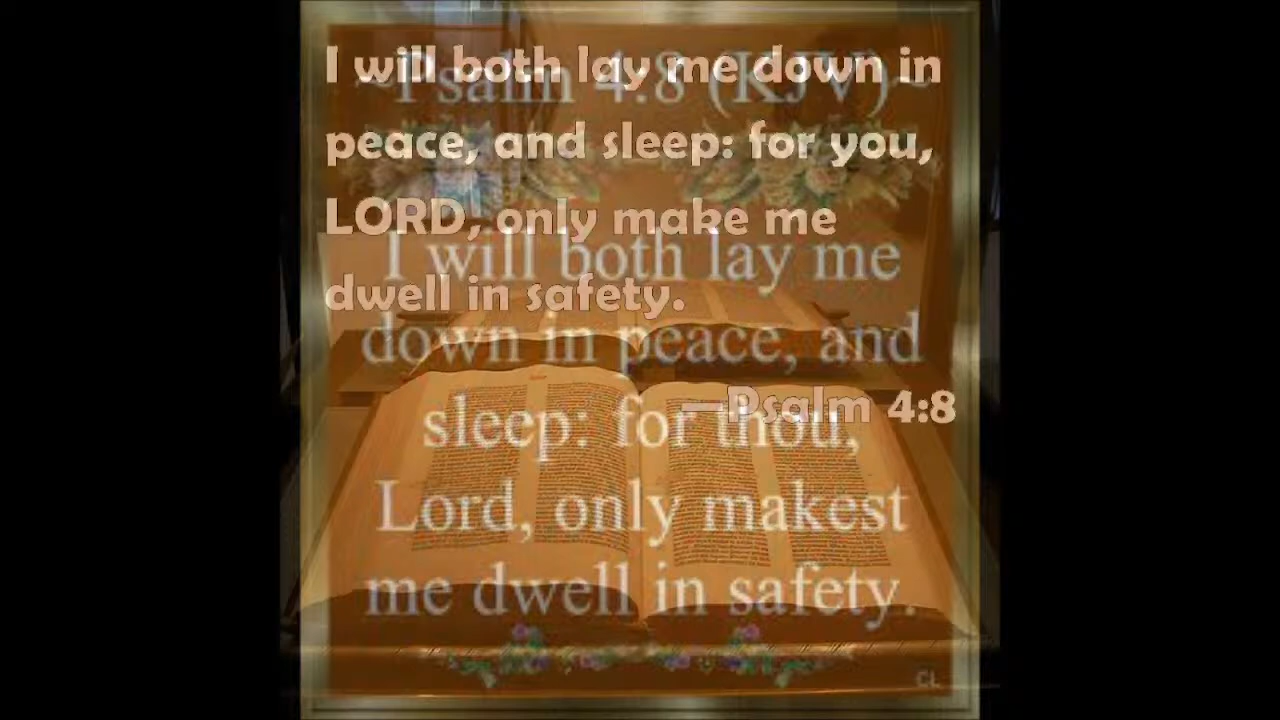 I will both lay me down in
peace, and sleep: for you,
LORD, only make me
dwell in safety.
—Psalm 4:8
~Psalm 4:8 (KJV)~
I will both lay me
down in peace, and
sleep: for thou,
Lord, only makest
me dwell in safety.
CL